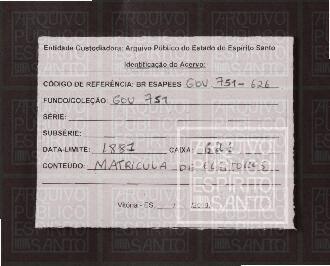 Entidade Custodiadora: Arquivo Público do Estado do Espírito Santo
Identificação do Acervo:
CÓDIGO DE REFERÊNCIA: BR ESAPEES GOV 751-626
FUNDO/COLEÇÃO: GOV 751
SÉRIE:
SUBSÉRIE:
DATA-LIMITE: 1881 CAIXA:
CONTEÚDO: MATRICULA DE
Vitória - ES,
ARQUIVO
PÚBLICO
ESPÍRITO
SANTO